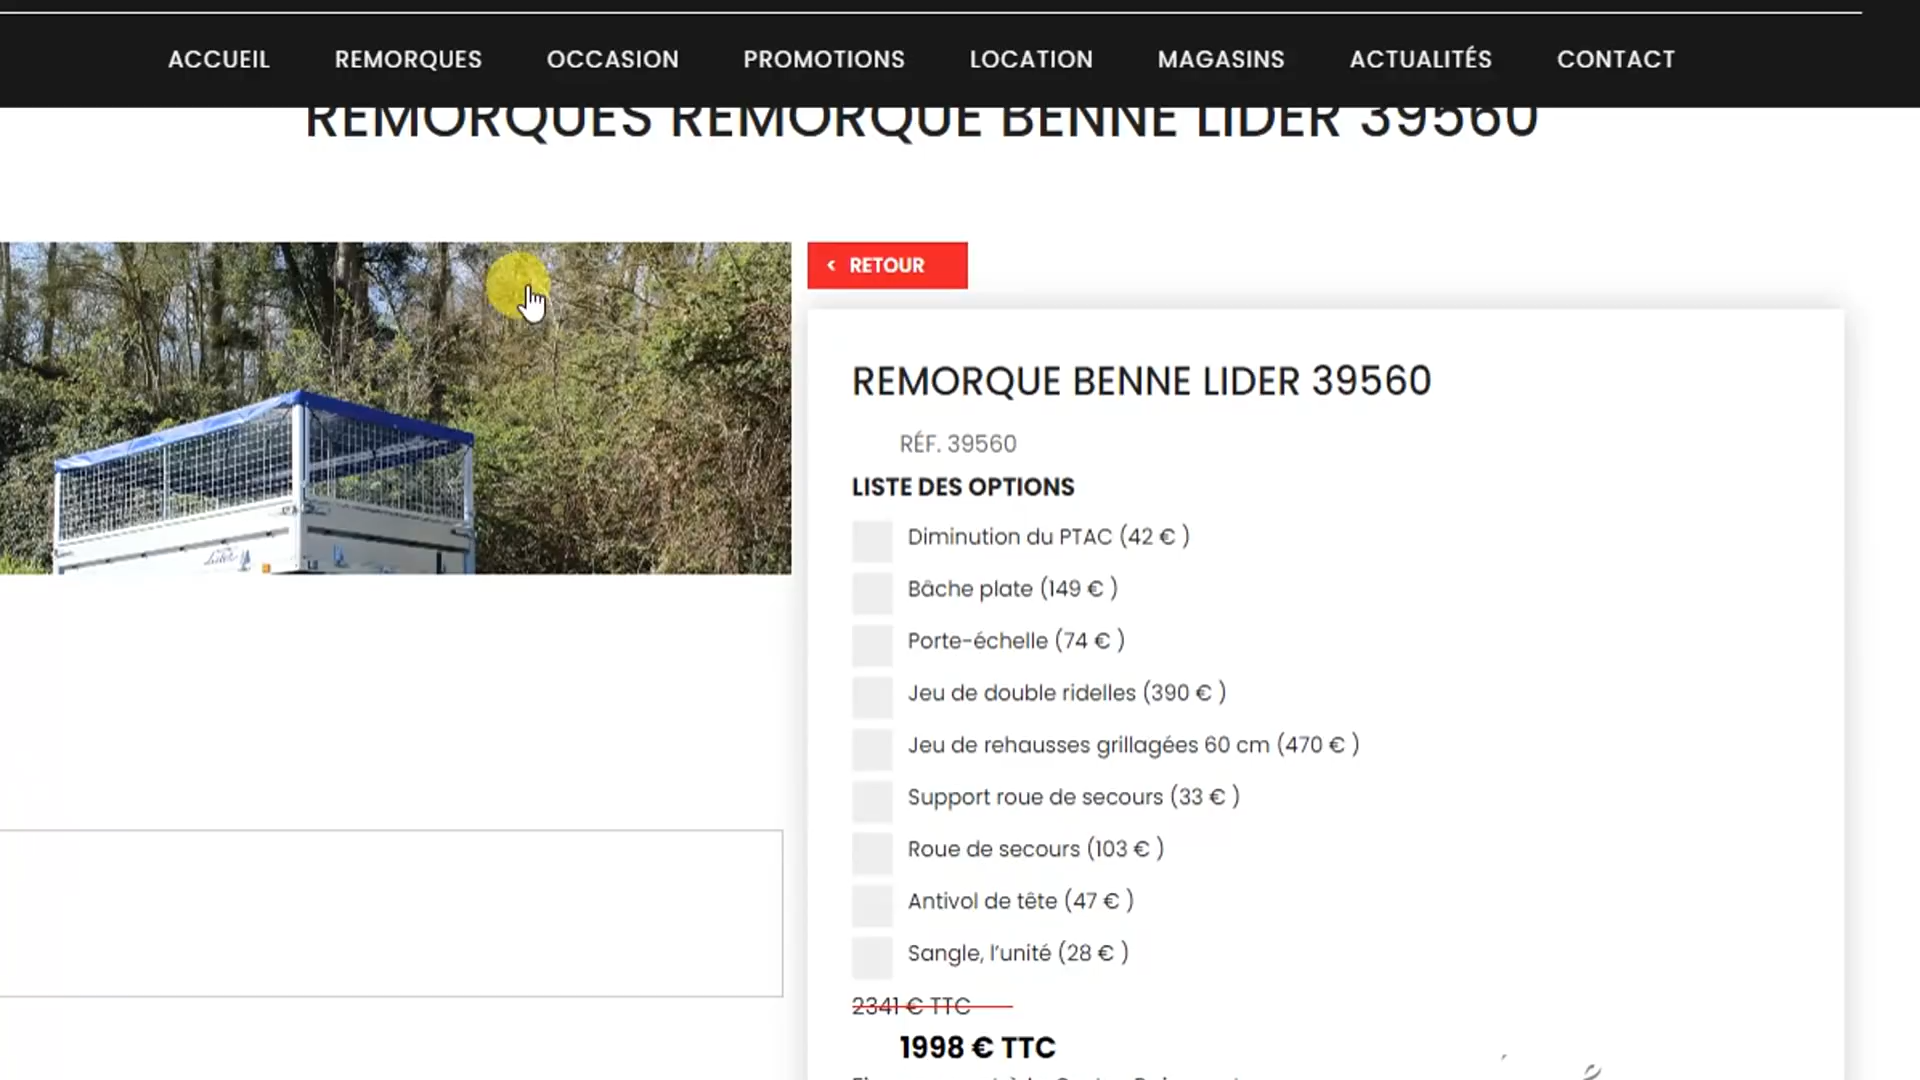 ACCUEIL REMORQUES OCCASION PROMOTIONS LOCATION MAGASINS ACTUALITÉS CONTACT
REMORQUES REMORQUE BENNE LIDER 39560
< RETOUR
REMORQUE BENNE LIDER 39560
RÉF. 39560
LISTE DES OPTIONS
Diminution du PTAC (42 € )
Bâche plate (149 € )
Porte-échelle (74 € )
Jeu de double ridelles (390 € )
Jeu de rehausses grillagées 60 cm (470 € )
Support roue de secours (33 € )
Roue de secours (103 € )
Antivol de tête (47 € )
Sangle, l'unité (28 € )
2341 € TTC
1998 € TTC